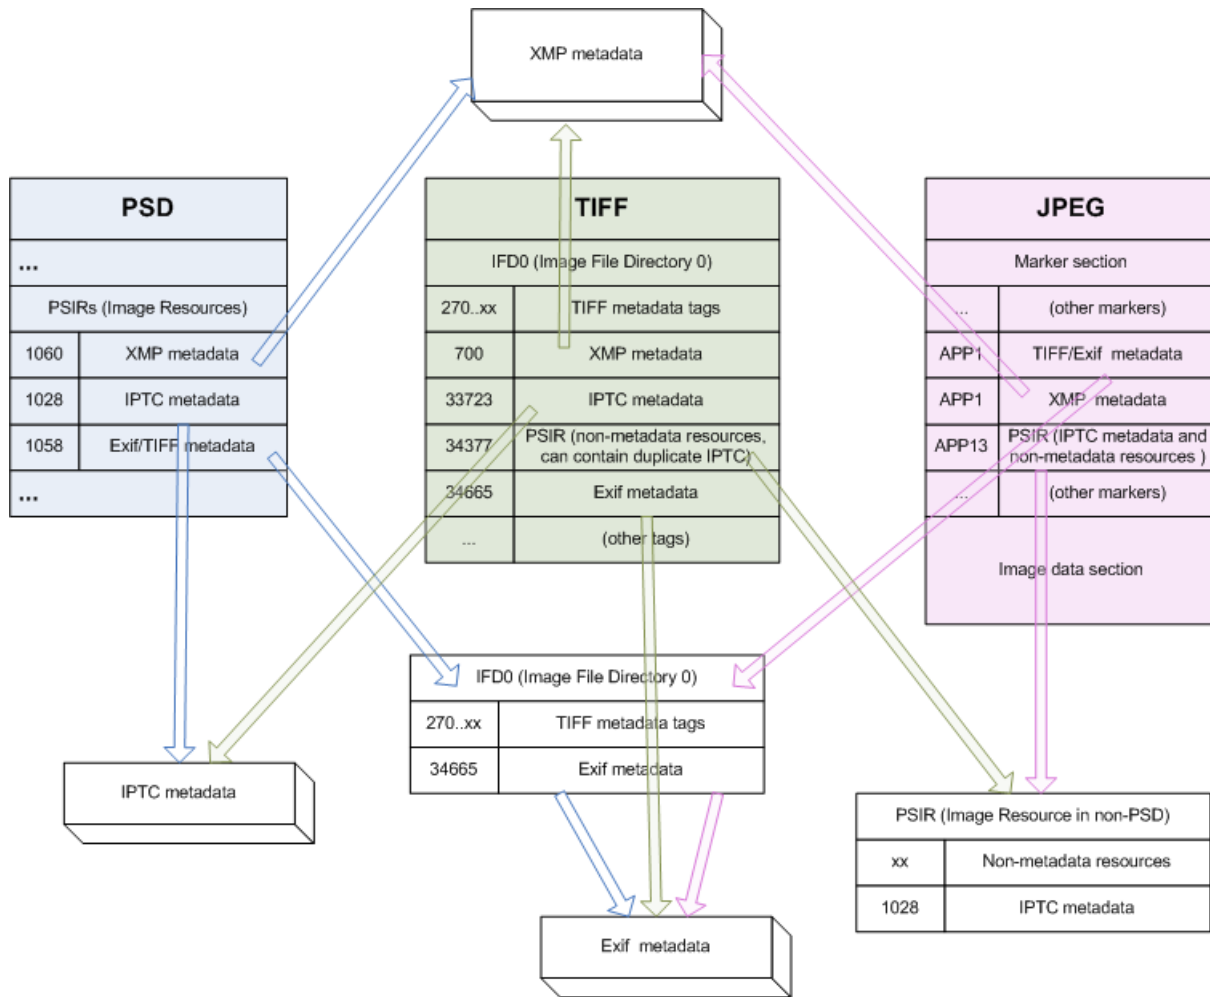 XMP metadata
PSD
...
PSIRs (Image Resources)
1060 XMP metadata
1028 IPTC metadata
1058 Exif/TIFF metadata
...
TIFF
IFD0 (Image File Directory 0)
270..xx TIFF metadata tags
700 XMP metadata
33723 IPTC metadata
34377 PSIR (non-metadata resources,
can contain duplicate IPTC)
34665 Exif metadata
... (other tags)
JPEG
Marker section
... (other markers)
APP1 TIFF/Exif metadata
APP1 XMP metadata
APP13 PSIR (IPTC metadata and
non-metadata resources )
... (other markers)
Image data section
IFD0 (Image File Directory 0)
270..xx TIFF metadata tags
34665 Exif metadata
IPTC metadata
PSIR (Image Resource in non-PSD)
xx Non-metadata resources
1028 IPTC metadata
Exif metadata